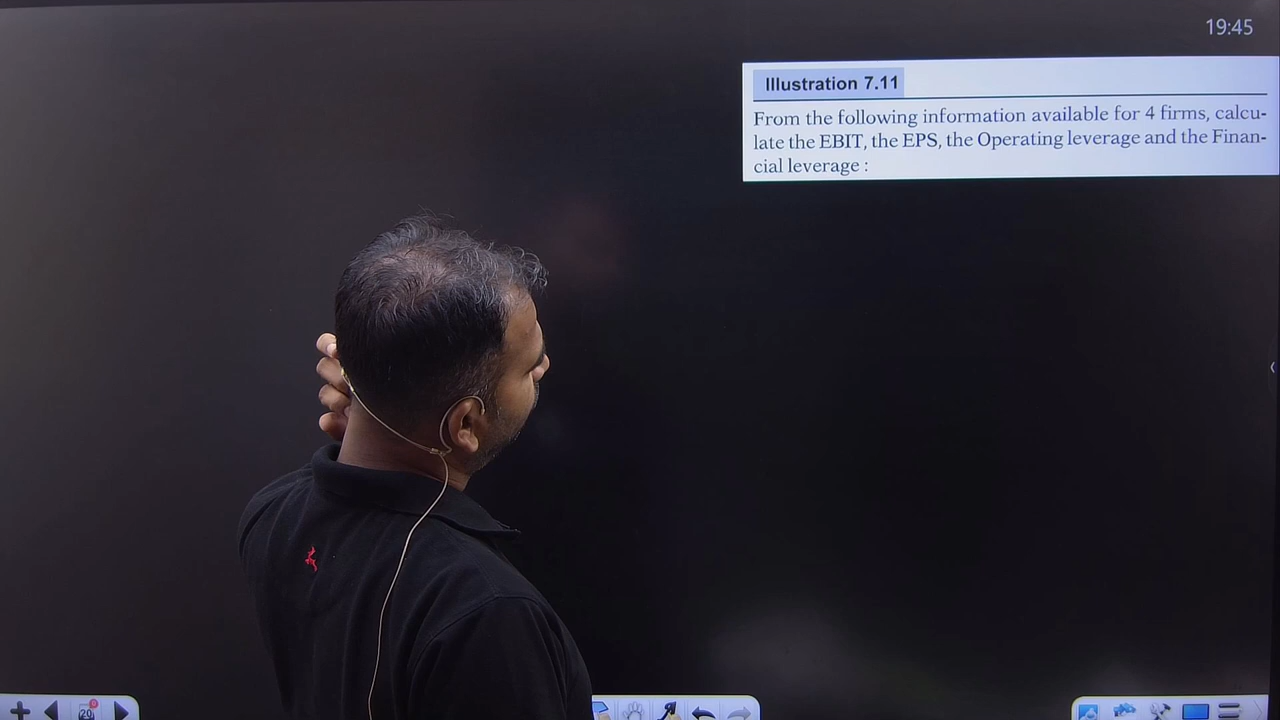 19:45
Illustration 7.11
From the following information available for 4 firms, calcu-
late the EBIT, the EPS, the Operating leverage and the Finan-
cial leverage :
20